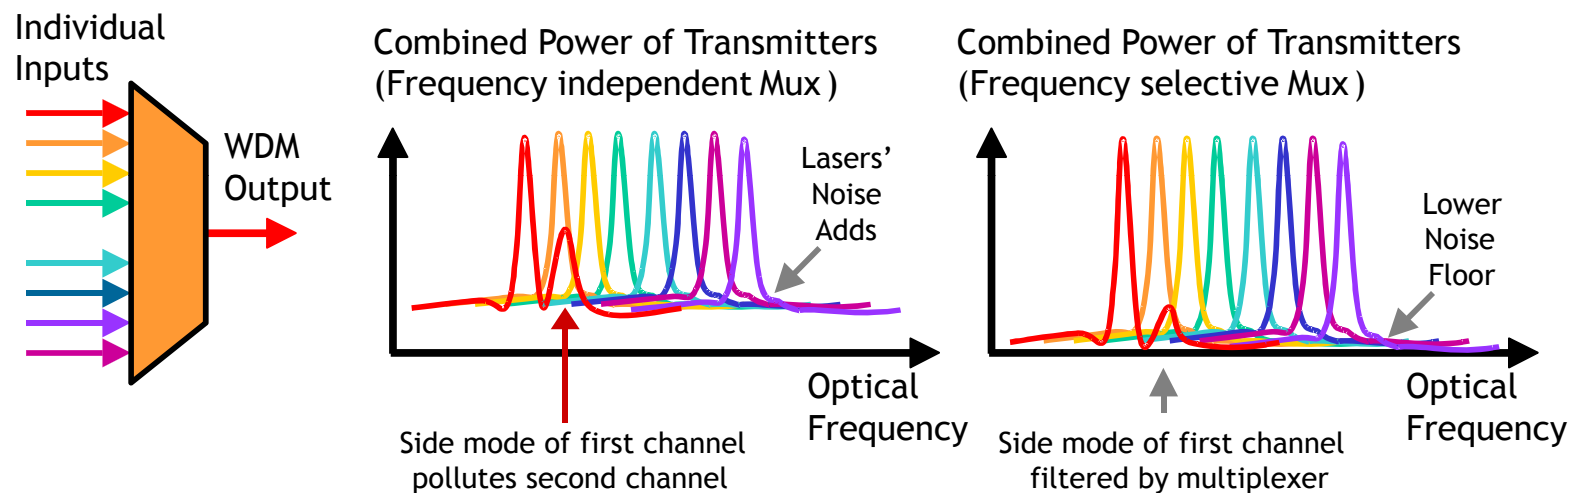 Individual
Inputs
WDM
Output
Combined Power of Transmitters
(Frequency independent Mux )
Lasers’
Noise
Adds
Optical
Frequency
Side mode of first channel
pollutes second channel
Combined Power of Transmitters
(Frequency selective Mux )
Lower
Noise
Floor
Optical
Frequency
Side mode of first channel
filtered by multiplexer